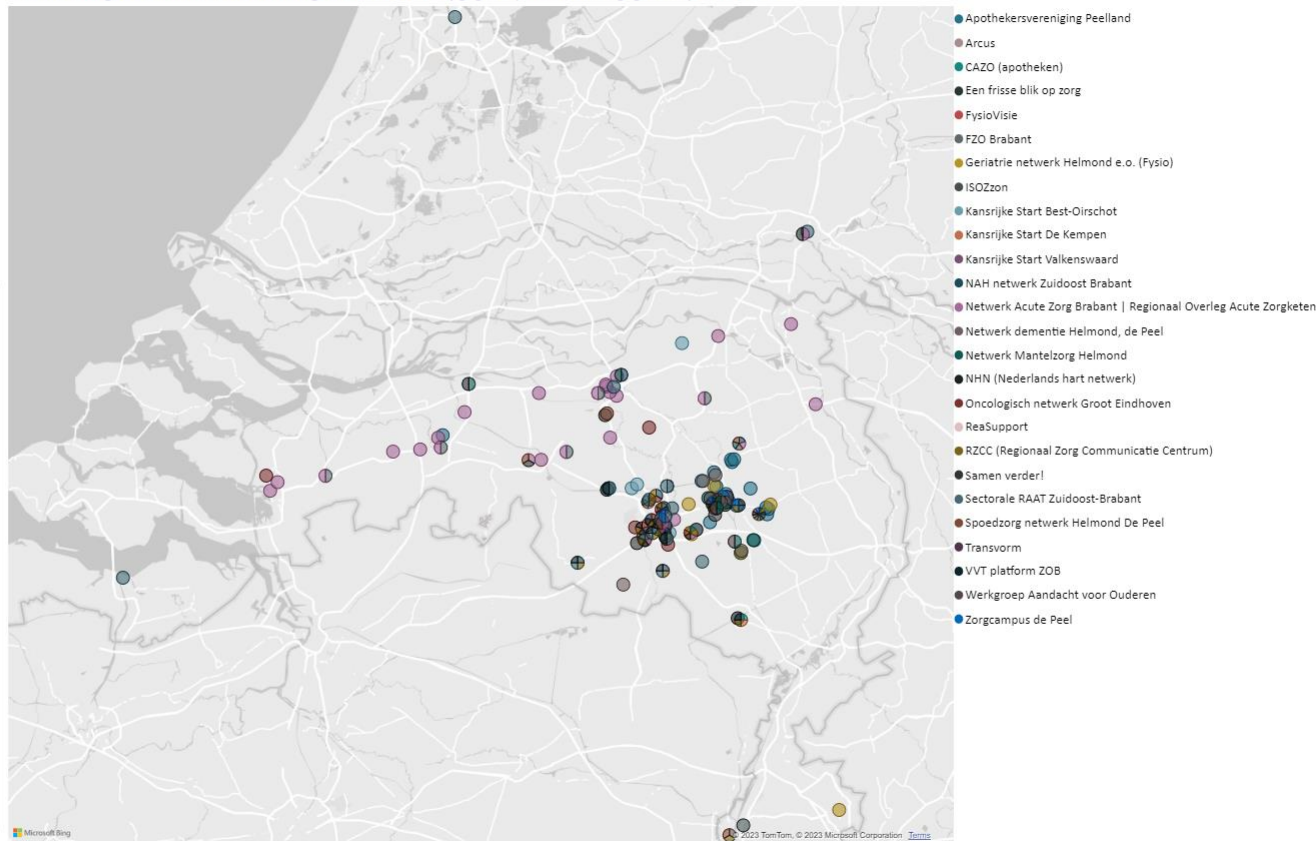 Apothekersvereniging Peelland
Arcus
CAZO (apotheken)
Een frisse blik op zorg
FysioVisie
FZO Brabant
Geriatrie netwerk Helmond e.o. (Fysio)
ISOZzon
Kansrijke Start Best-Oirschot
Kansrijke Start De Kempen
Kansrijke Start Valkenswaard
NAH netwerk Zuidoost Brabant
Netwerk Acute Zorg Brabant | Regionaal Overleg Acute Zorgketen
Netwerk dementie Helmond, de Peel
Netwerk Mantelzorg Helmond
NHN (Nederlands hart netwerk)
Oncologisch netwerk Groot Eindhoven
ReaSupport
RZCC (Regionaal Zorg Communicatie Centrum)
Samen verder!
Sectorale RAAT Zuidoost-Brabant
Spoedzorg netwerk Helmond De Peel
Transvorm
VVT platform ZOB
Werkgroep Aandacht voor Ouderen
Zorgcampus de Peel
Microsoft Bing
2023 TomTom, © 2023 Microsoft Corporation Terms